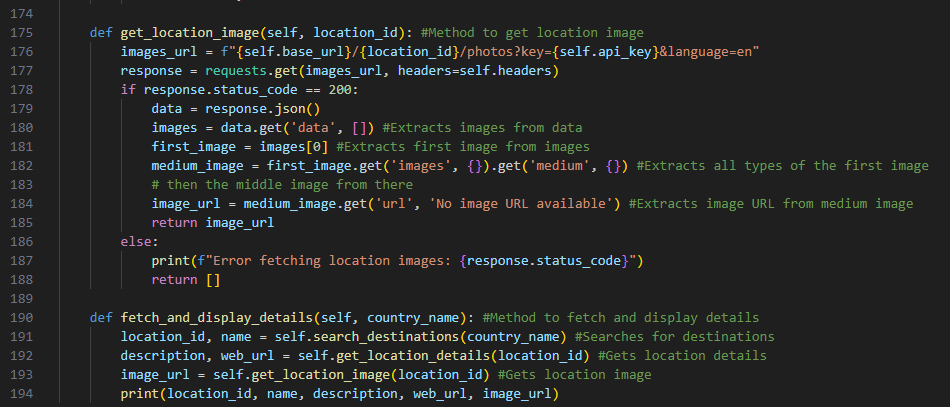 174
175 def get_location_image(self, location_id): #Method to get location image
176 images_url = f"{self.base_url}/{location_id}/photos?key={self.api_key}&language=en"
177 response = requests.get(images_url, headers=self.headers)
178 if response.status_code == 200:
179 data = response.json()
180 images = data.get('data', []) #Extracts images from data
181 first_image = images[0] #Extracts first image from images
182 medium_image = first_image.get('images', {}).get('medium', {}) #Extracts all types of the first image
183 # then the middle image from there
184 image_url = medium_image.get('url', 'No image URL available') #Extracts image URL from medium image
185 return image_url
186 else:
187 print(f"Error fetching location images: {response.status_code}")
188 return []
189
190 def fetch_and_display_details(self, country_name): #Method to fetch and display details
191 location_id, name = self.search_destinations(country_name) #Searches for destinations
192 description, web_url = self.get_location_details(location_id) #Gets location details
193 image_url = self.get_location_image(location_id) #Gets location image
194 print(location_id, name, description, web_url, image_url)